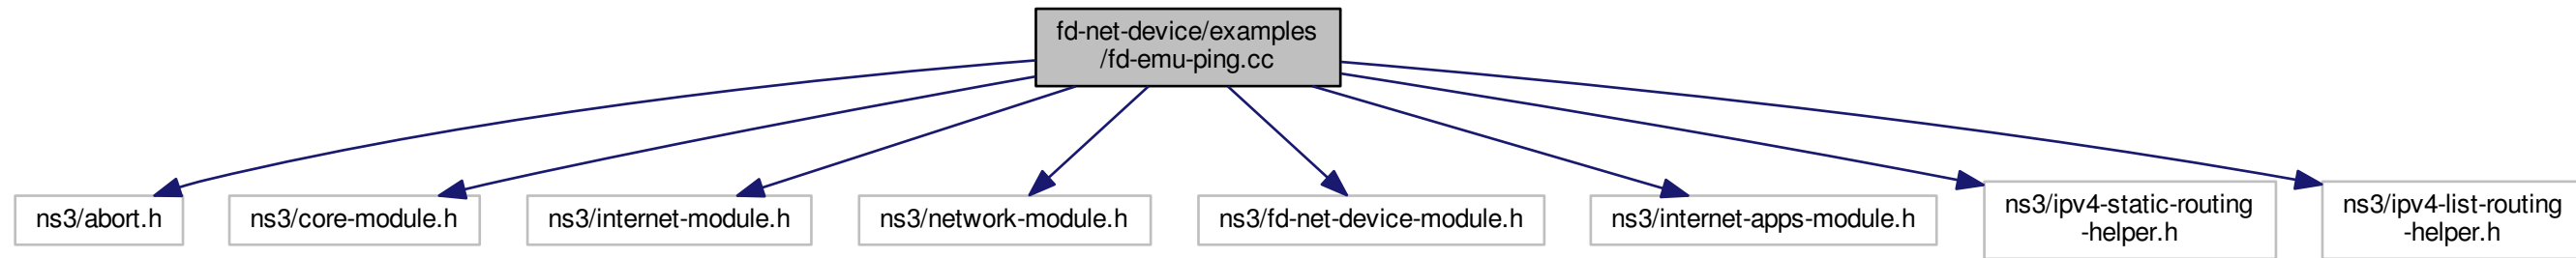 fd-net-device/examples
/fd-emu-ping.cc
ns3/abort.h
ns3/core-module.h
ns3/internet-module.h
ns3/network-module.h
ns3/fd-net-device-module.h
ns3/internet-apps-module.h
ns3/ipv4-static-routing
-helper.h
ns3/ipv4-list-routing
-helper.h